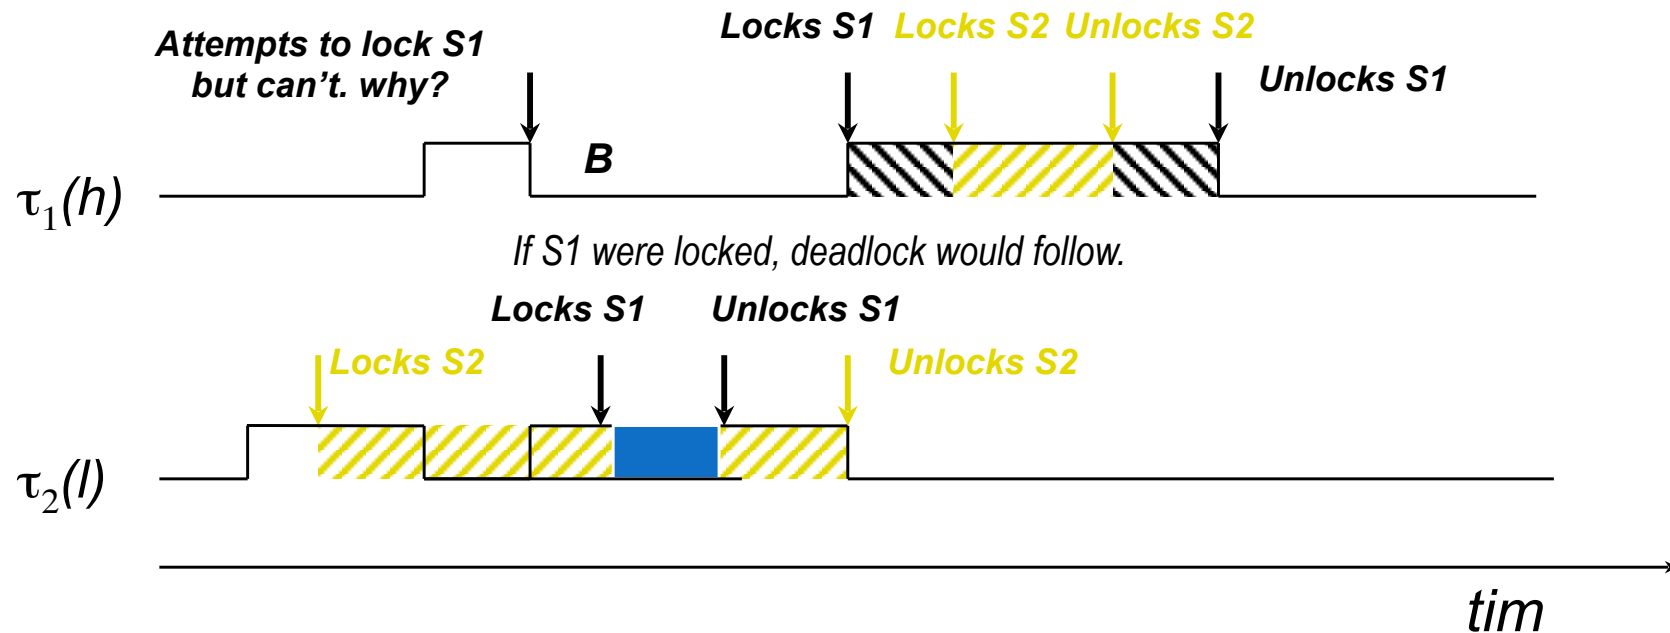 Attempts to lock S1
but can't. why?
Locks S1 Locks S2 Unlocks S2
Unlocks S1
B
τ1(h)
If S1 were locked, deadlock would follow.
Locks S1 Unlocks S1
Locks S2 Unlocks S2
τ2(l)
tim